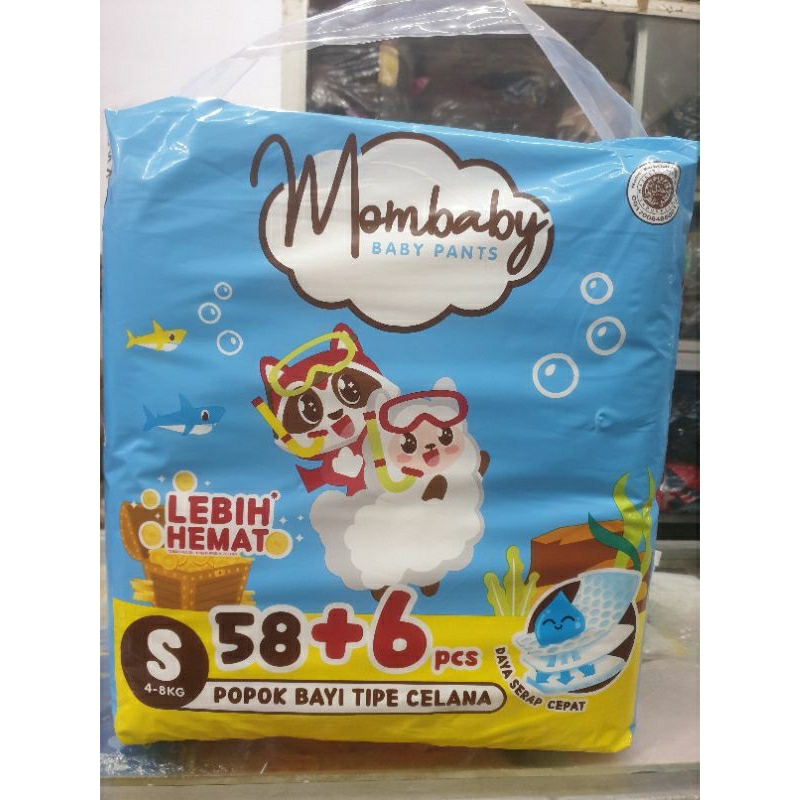 Mombaby
BABY PANTS
LEBIH*
HEMAT
S
4-8KG
58+6 pcs
POPOK BAYI TIPE CELANA
DAYA SERAP CEPAT